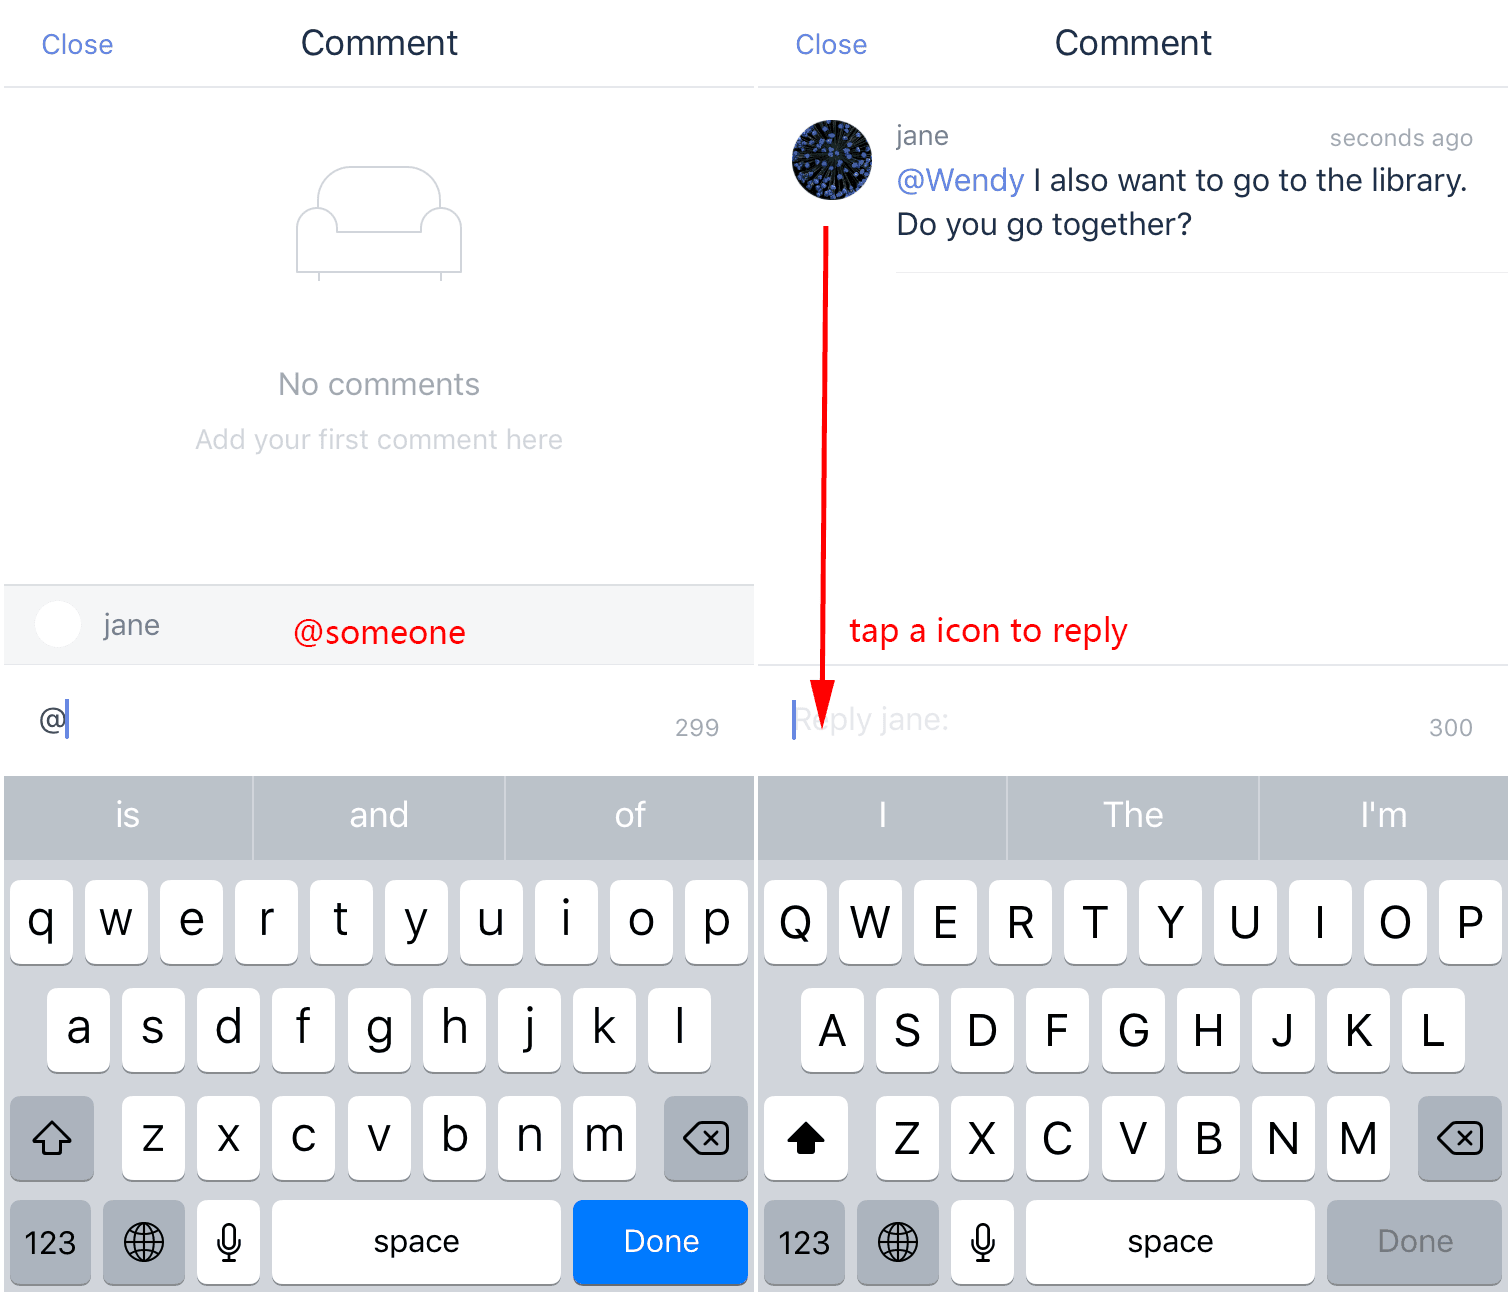 Close
Comment
No comments
Add your first comment here
jane
@someone
@
299
is
and
of
q w e r t y u i o p
a s d f g h j k l
z x c v b n m
123
space
Done
Close
Comment
jane
seconds ago
@Wendy I also want to go to the library.
Do you go together?
tap a icon to reply
Reply jane:
300
I
The
I'm
Q W E R T Y U I O P
A S D F G H J K L
Z X C V B N M
123
space
Done